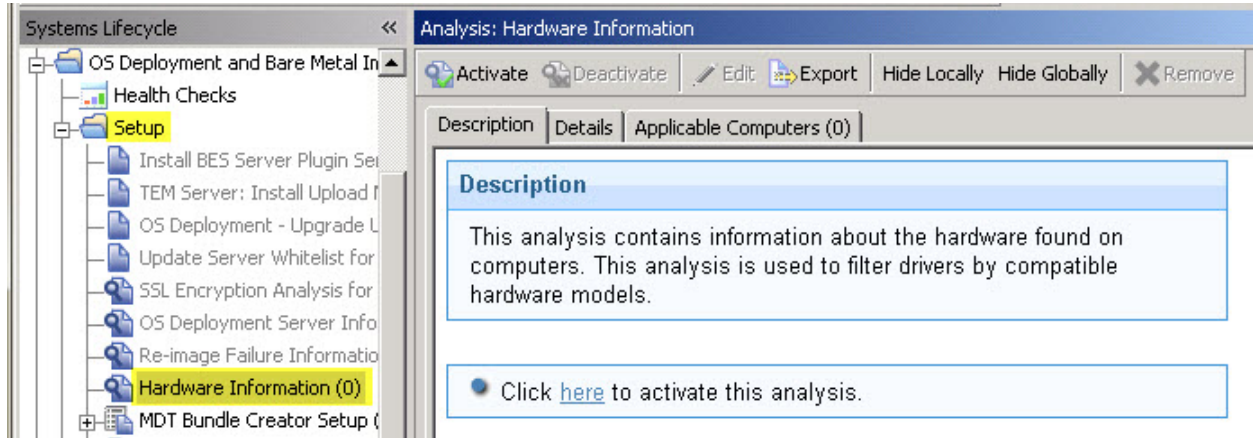 Systems Lifecycle
OS Deployment and Bare Metal In
Health Checks
Setup
Install BES Server Plugin Ser
TEM Server: Install Upload
OS Deployment - Upgrade
Update Server Whitelist for
SSL Encryption Analysis for
OS Deployment Server Info
Re-image Failure Informatio
Hardware Information (0)
MDT Bundle Creator Setup (
Analysis: Hardware Information
Activate Deactivate Edit Export Hide Locally Hide Globally Remove
Description Details Applicable Computers (0)
Description
This analysis contains information about the hardware found on
computers. This analysis is used to filter drivers by compatible
hardware models.
Click here to activate this analysis.